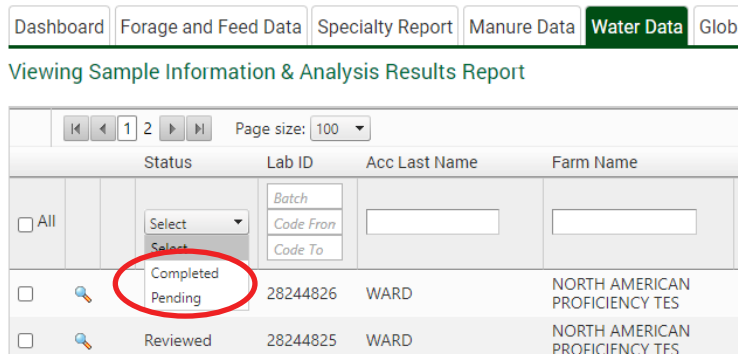 Dashboard Forage and Feed Data Specialty Report Manure Data Water Data Glob
Viewing Sample Information & Analysis Results Report
1 2 Page size: 100
Status Lab ID Acc Last Name Farm Name
Batch
All Select Code Fron
Select Code To
Completed
Pending 28244826 WARD NORTH AMERICAN
PROFICIENCY TES
Reviewed 28244825 WARD NORTH AMERICAN
PROFICIENCY TES